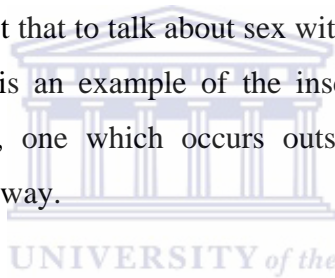 t that to talk about sex wit
is an example of the inse
, one which occurs outs
way.
UNIVERSITY of the